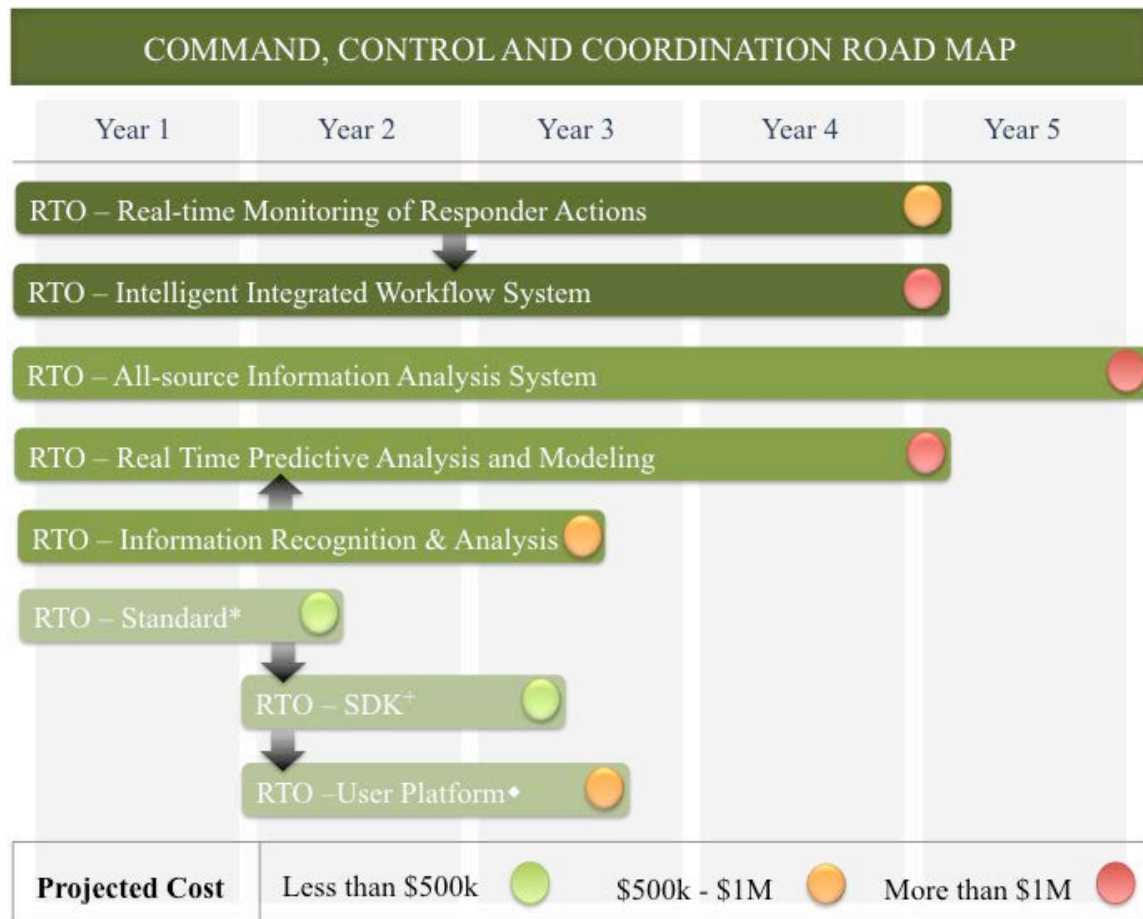 COMMAND, CONTROL AND COORDINATION ROAD MAP
Year 1 Year 2 Year 3 Year 4 Year 5
RTO – Real-time Monitoring of Responder Actions
RTO – Intelligent Integrated Workflow System
RTO – All-source Information Analysis System
RTO – Real Time Predictive Analysis and Modeling
RTO – Information Recognition & Analysis
RTO – Standard*
RTO – SDK⁺
RTO –User Platform◆
Projected Cost Less than $500k $500k - $1M More than $1M